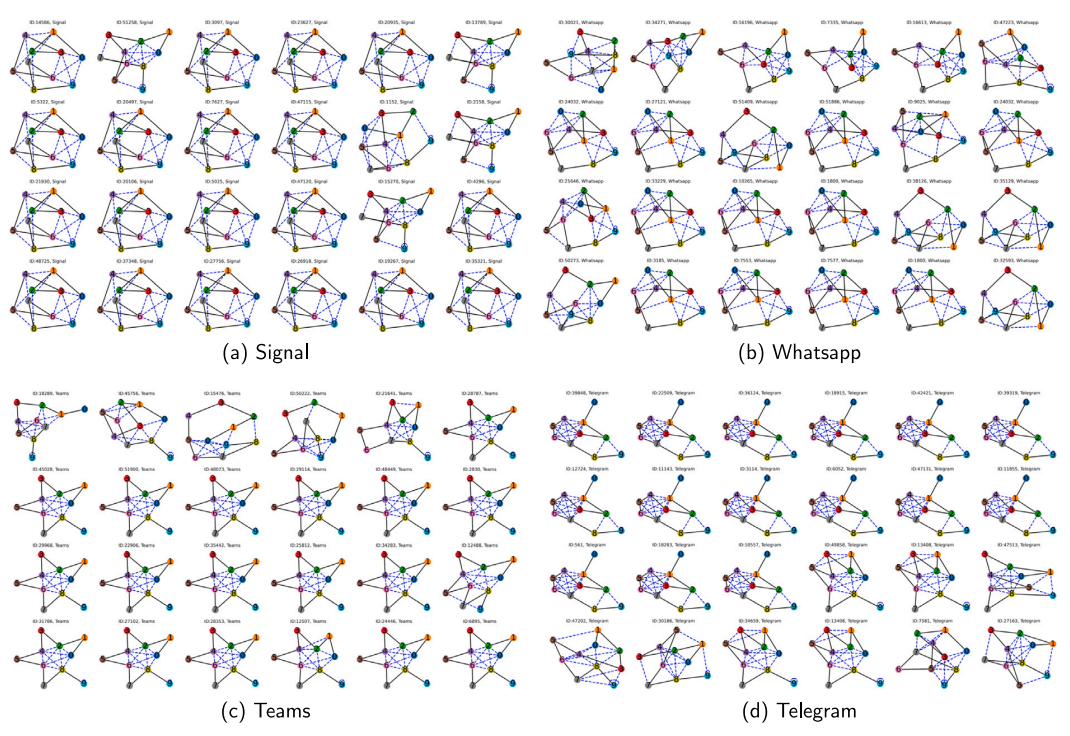 ID:14586, Signal ID:51258, Signal ID:3097, Signal ID:23627, Signal ID:20935, Signal ID:13789, Signal
ID:5322, Signal ID:20497, Signal ID:7627, Signal ID:47115, Signal ID:1152, Signal ID:2158, Signal
ID:21930, Signal ID:20106, Signal ID:5025, Signal ID:47120, Signal ID:15270, Signal ID:4296, Signal
ID:48725, Signal ID:37348, Signal ID:27756, Signal ID:26918, Signal ID:19267, Signal ID:35321, Signal
(a) Signal
ID:30021, Whatsapp ID:34271, Whatsapp ID:16196, Whatsapp ID:7335, Whatsapp ID:16613, Whatsapp ID:47223, Whatsapp
ID:24032, Whatsapp ID:27121, Whatsapp ID:51409, Whatsapp ID:51886, Whatsapp ID:9025, Whatsapp ID:24032, Whatsapp
ID:25646, Whatsapp ID:33229, Whatsapp ID:10265, Whatsapp ID:1800, Whatsapp ID:38126, Whatsapp ID:35129, Whatsapp
ID:50273, Whatsapp ID:3185, Whatsapp ID:7553, Whatsapp ID:7577, Whatsapp ID:1800, Whatsapp ID:32593, Whatsapp
(b) Whatsapp
ID:18289, Teams ID:45756, Teams ID:15476, Teams ID:50222, Teams ID:21641, Teams ID:28787, Teams
ID:45028, Teams ID:51900, Teams ID:48073, Teams ID:29114, Teams ID:48449, Teams ID:2830, Teams
ID:29968, Teams ID:22906, Teams ID:35442, Teams ID:25812, Teams ID:34203, Teams ID:12488, Teams
ID:31786, Teams ID:27102, Teams ID:28353, Teams ID:12507, Teams ID:24446, Teams ID:6895, Teams
(c) Teams
ID:39848, Telegram ID:22509, Telegram ID:36124, Telegram ID:18915, Telegram ID:42421, Telegram ID:39319, Telegram
ID:12724, Telegram ID:11143, Telegram ID:3114, Telegram ID:6052, Telegram ID:47131, Telegram ID:11855, Telegram
ID:561, Telegram ID:18283, Telegram ID:10557, Telegram ID:49858, Telegram ID:13408, Telegram ID:47513, Telegram
ID:47202, Telegram ID:30186, Telegram ID:34659, Telegram ID:13408, Telegram ID:7381, Telegram ID:27163, Telegram
(d) Telegram